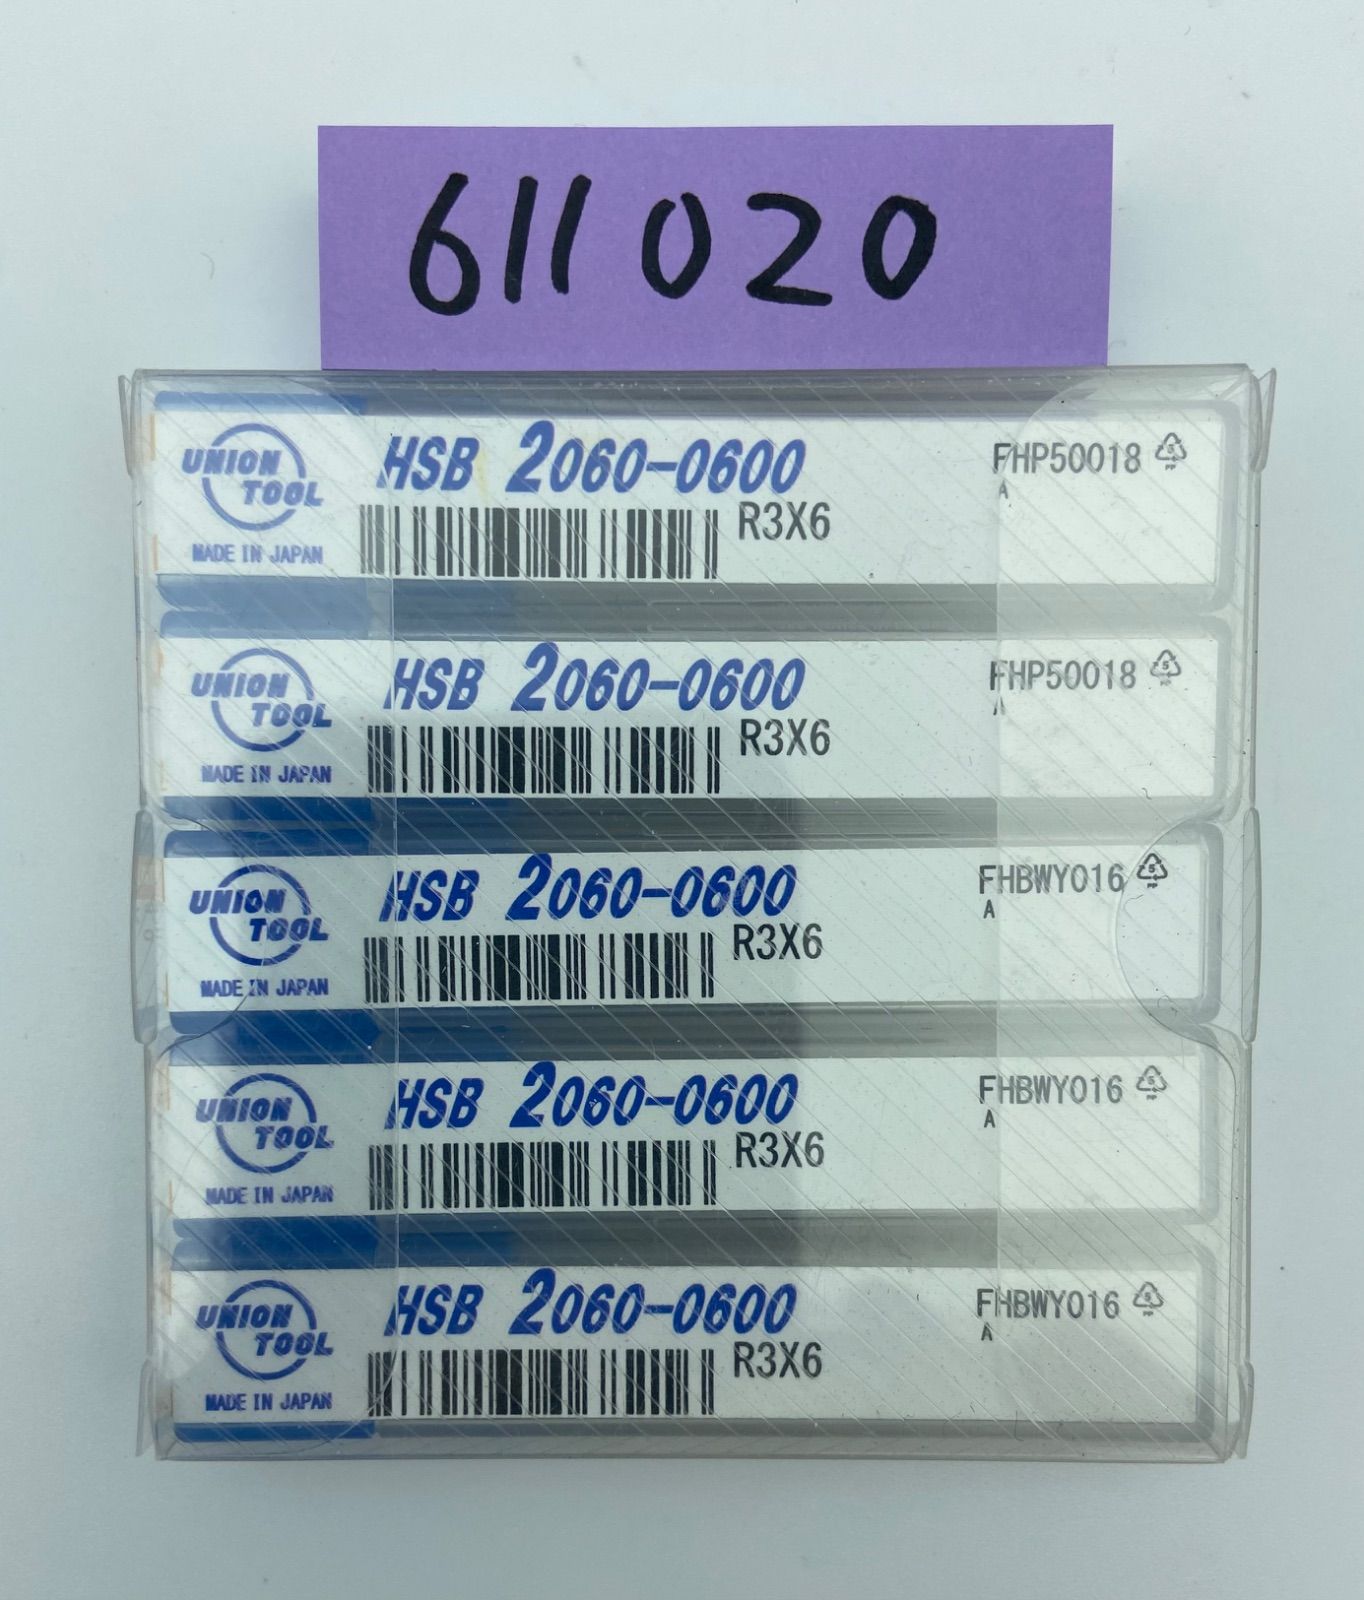 611020
UNION TOOL
HSB 2060-0600
FHP50018
A
R3X6
MADE IN JAPAN
UNION TOOL
HSB 2060-0600
FHP50018
A
R3X6
MADE IN JAPAN
UNION TOOL
HSB 2060-0600
FHBWY016
A
R3X6
MADE IN JAPAN
UNION TOOL
HSB 2060-0600
FHBWY016
A
R3X6
MADE IN JAPAN
UNION TOOL
HSB 2060-0600
FHBWY016
A
R3X6
MADE IN JAPAN